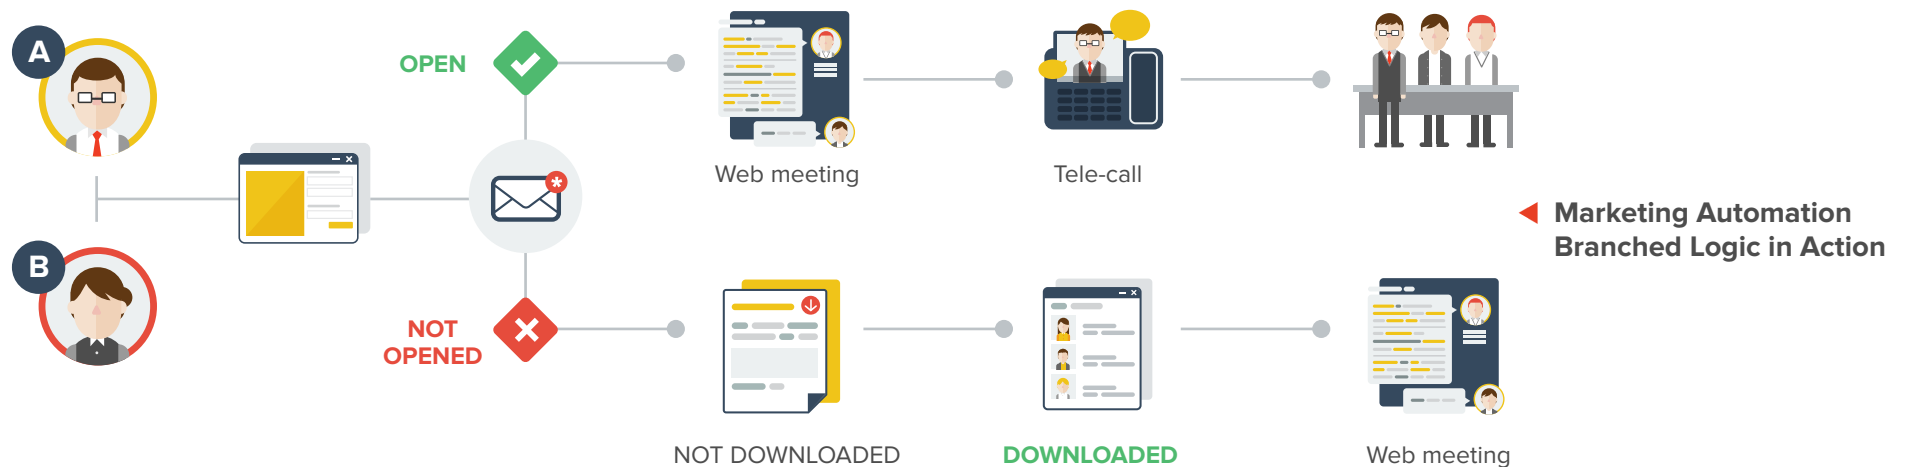 A
OPEN
Web meeting
Tele-call
Marketing Automation
Branched Logic in Action
B
NOT
OPENED
NOT DOWNLOADED
DOWNLOADED
Web meeting